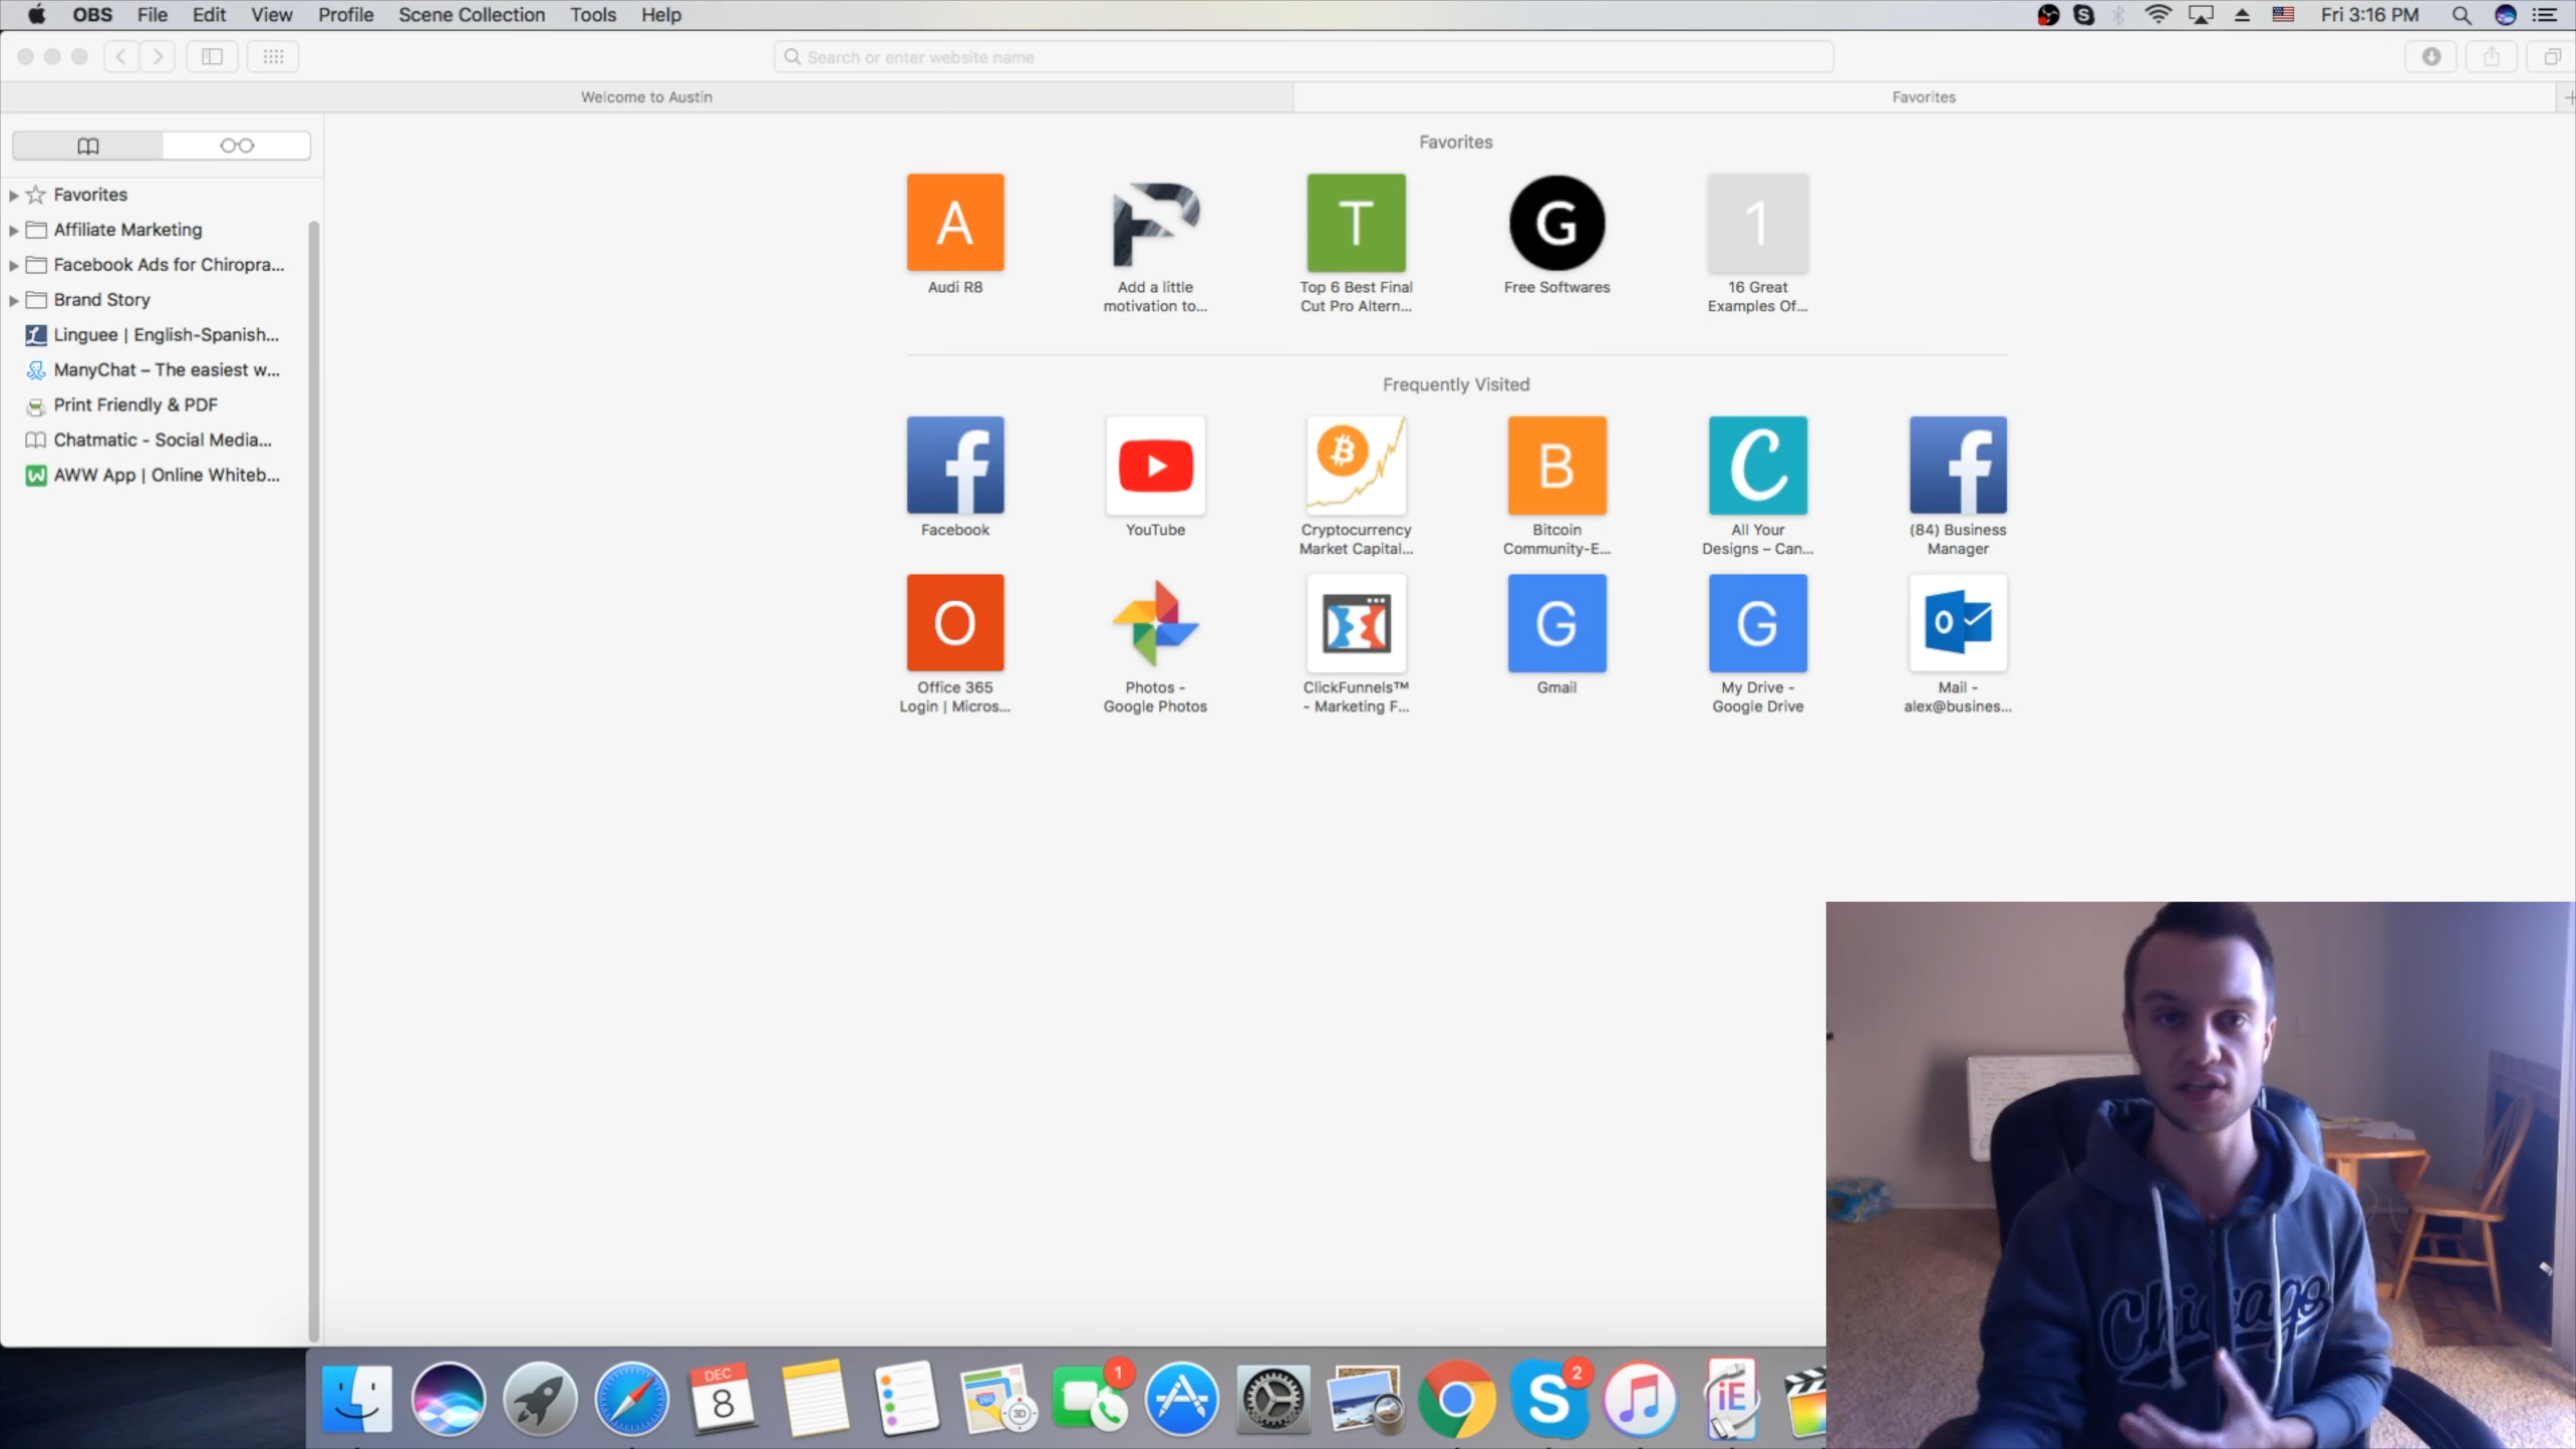 OBS File Edit View Profile Scene Collection Tools Help
S
Fri 3:16 PM
Search or enter website name
Welcome to Austin
Favorites
Favorites
Affiliate Marketing
Facebook Ads for Chiropra...
Brand Story
Linguee | English-Spanish...
ManyChat – The easiest w...
Print Friendly & PDF
Chatmatic - Social Media...
AWW App | Online Whiteb...
Favorites
A
P
T
G
1
Audi R8
Add a little
motivation to...
Top 6 Best Final
Cut Pro Altern...
Free Softwares
16 Great
Examples Of...
Frequently Visited
f
B
C
f
Facebook
YouTube
Cryptocurrency
Market Capital...
Bitcoin
Community-E...
All Your
Designs – Can...
(84) Business
Manager
O
G
G
O
Office 365
Login | Micros...
Photos -
Google Photos
ClickFunnels™
- Marketing F...
Gmail
My Drive -
Google Drive
Mail -
alex@busines...
Chicago
DEC
8
3D
1
S
2
iE